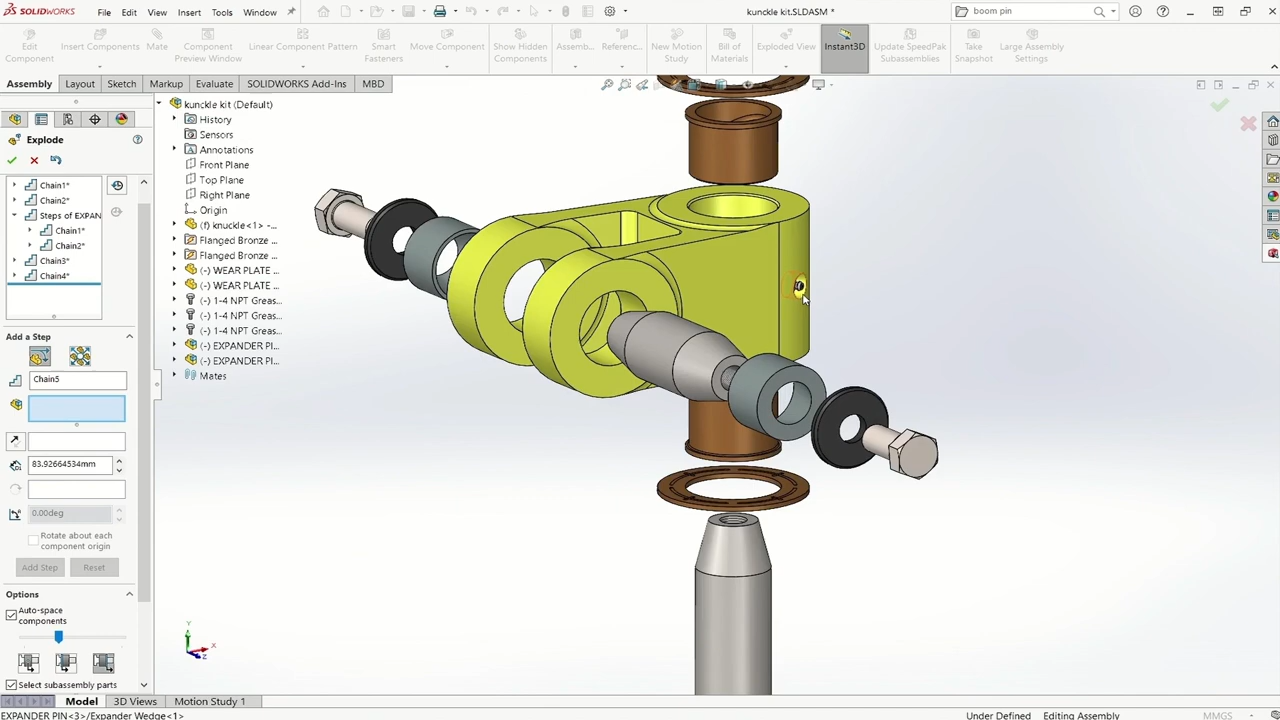 SOLIDWORKS
File Edit View Insert Tools Window
kunckle kit.SLDASM *
boom pin
Edit Component
Insert Components
Mate
Component Preview Window
Linear Component Pattern
Smart Fasteners
Move Component
Show Hidden Components
Assemb...
Referenc...
New Motion Study
Bill of Materials
Exploded View
Instant3D
Update SpeedPak Subassemblies
Take Snapshot
Large Assembly Settings
Assembly Layout Sketch Markup Evaluate SOLIDWORKS Add-Ins MBD
Explode
Chain1*
Chain2*
Steps of EXPAN
Chain1*
Chain2*
Chain3*
Chain4*
Add a Step
Chain5
83.92664534mm
0.00deg
Rotate about each
component origin
Add Step Reset
Options
Auto-space
components
Select subassembly parts
kunckle kit (Default)
History
Sensors
Annotations
Front Plane
Top Plane
Right Plane
Origin
(f) knuckle<1> -...
Flanged Bronze ...
Flanged Bronze ...
(-) WEAR PLATE ...
(-) WEAR PLATE ...
(-) 1-4 NPT Greas...
(-) 1-4 NPT Greas...
(-) 1-4 NPT Greas...
(-) EXPANDER PI...
(-) EXPANDER PI...
Mates
Y
X
Z
Model 3D Views Motion Study 1
EXPANDER PIN<3>/Expander Wedge<1>
Under Defined Editing Assembly MMGS